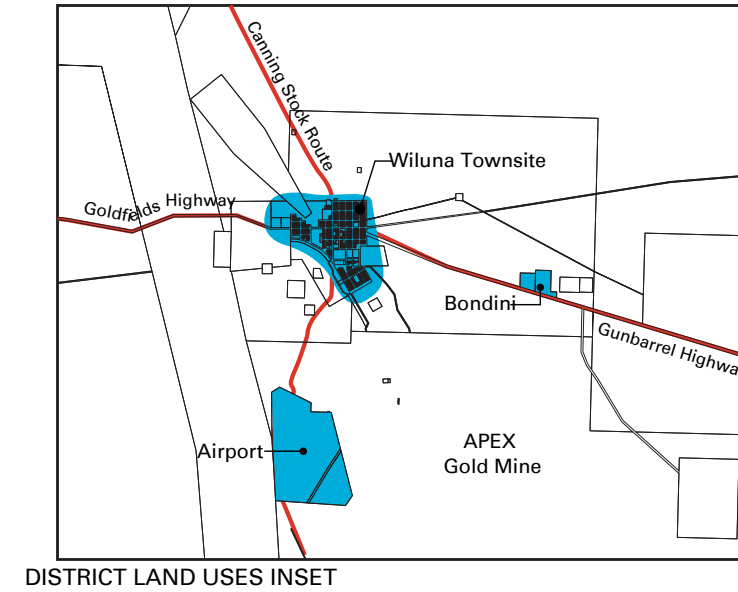 Canning Stock Route
Wiluna Townsite
Goldfields Highway
Bondini
Gunbarrel Highwa
Airport
APEX
Gold Mine
DISTRICT LAND USES INSET